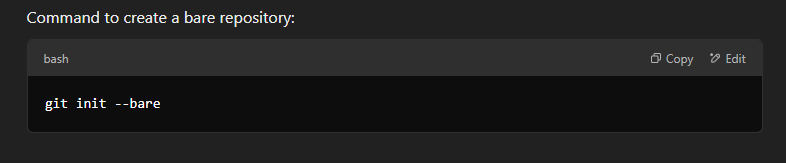 Command to create a bare repository:
bash
Copy
Edit
git init --bare